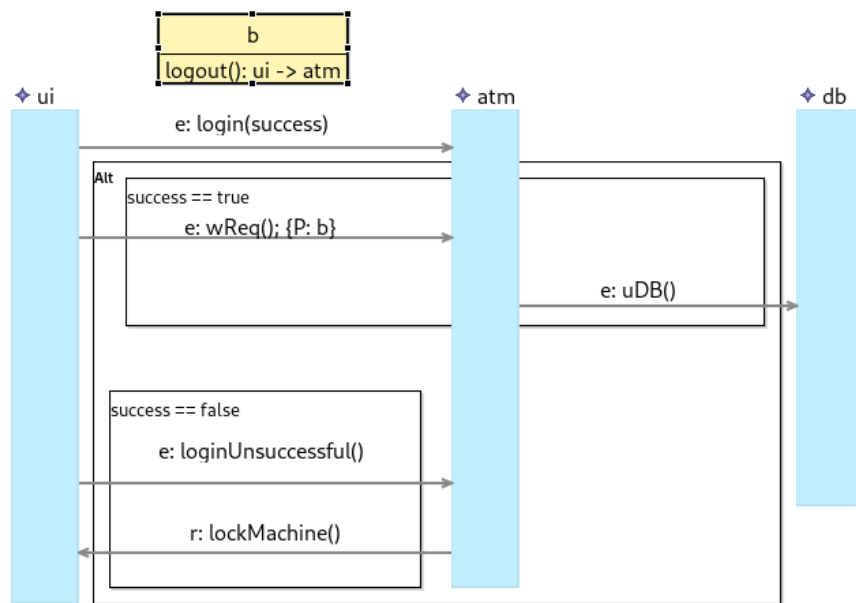 b
logout(): ui -> atm
ui
atm
db
e: login(success)
Alt
success == true
e: wReq(); {P: b}
e: uDB()
success == false
e: loginUnsuccessful()
r: lockMachine()